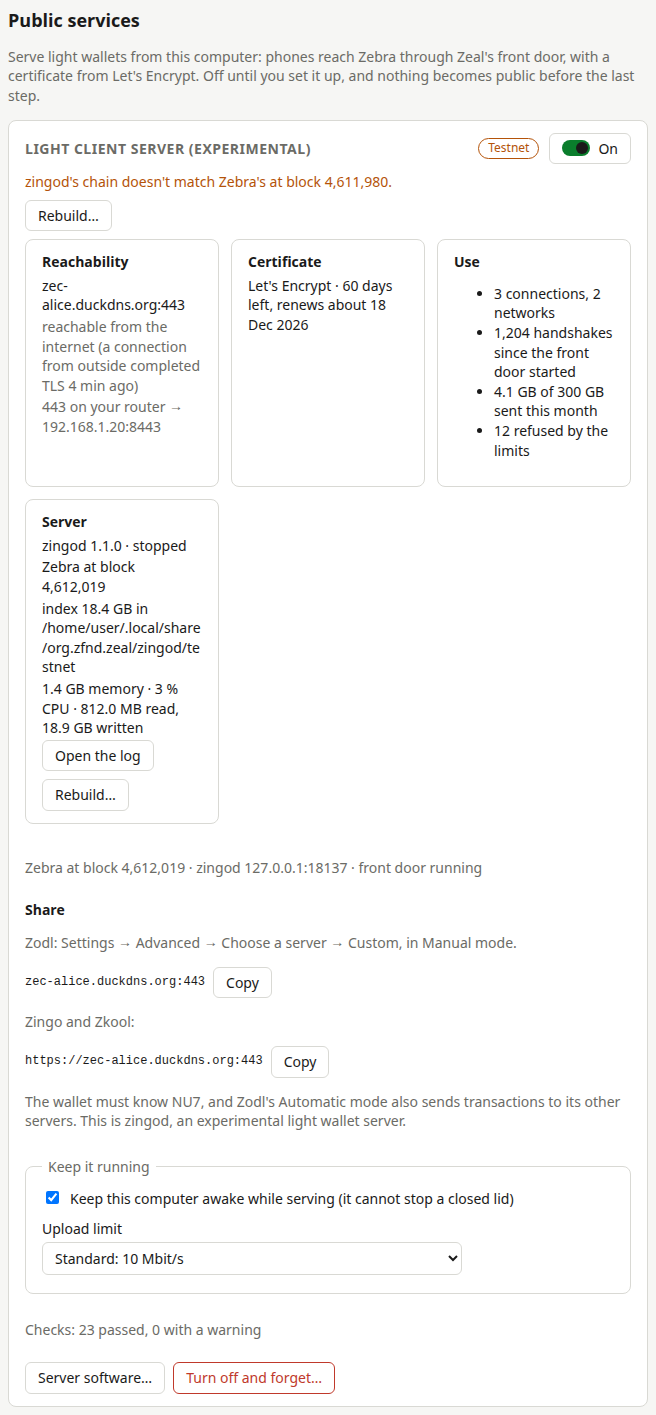 Public services
Serve light wallets from this computer: phones reach Zebra through Zeal's front door, with a
certificate from Let's Encrypt. Off until you set it up, and nothing becomes public before the last
step.
LIGHT CLIENT SERVER (EXPERIMENTAL)
Testnet
On
zingod's chain doesn't match Zebra's at block 4,611,980.
Rebuild...
Reachability
zec-
alice.duckdns.org:443
reachable from the
internet (a connection
from outside completed
TLS 4 min ago)
443 on your router →
192.168.1.20:8443
Certificate
Let's Encrypt · 60 days
left, renews about 18
Dec 2026
Use
• 3 connections, 2
networks
• 1,204 handshakes
since the front
door started
• 4.1 GB of 300 GB
sent this month
• 12 refused by the
limits
Server
zingod 1.1.0 · stopped
Zebra at block
4,612,019
index 18.4 GB in
/home/user/.local/share
/org.zfnd.zeal/zingod/te
stnet
1.4 GB memory · 3 %
CPU · 812.0 MB read,
18.9 GB written
Open the log
Rebuild...
Zebra at block 4,612,019 · zingod 127.0.0.1:18137 · front door running
Share
Zodl: Settings → Advanced → Choose a server → Custom, in Manual mode.
zec-alice.duckdns.org:443
Copy
Zingo and Zkool:
https://zec-alice.duckdns.org:443
Copy
The wallet must know NU7, and Zodl's Automatic mode also sends transactions to its other
servers. This is zingod, an experimental light wallet server.
Keep it running
Keep this computer awake while serving (it cannot stop a closed lid)
Upload limit
Standard: 10 Mbit/s
Checks: 23 passed, 0 with a warning
Server software...
Turn off and forget...